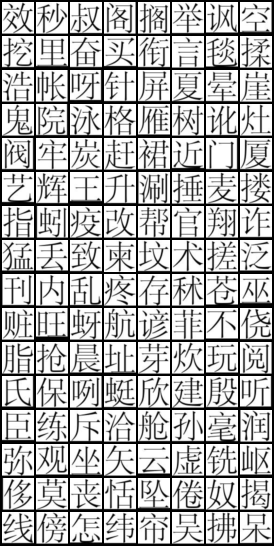 效秒叔阁搁举讽空
挖里奋买衔言毯揉
浩帐呀针屏夏晕崖
鬼院泳格雁树讹灶
阀牢炭赶裙近门厦
艺辉王升涮捶麦搂
指蚓疫改帮官翔诈
猛丢致柬坟术搓泛
刊内乱疼存秫苍巫
赃旺蚜航谚菲不侥
脂抢晨址芽炊玩阅
氏保咧蜓欣建殷听
臣练斥洽舱孙毫润
弥观坐矢云虚铣岖
侈莫丧恬坠倦奴揭
线傍怎纬帘吴拂呆